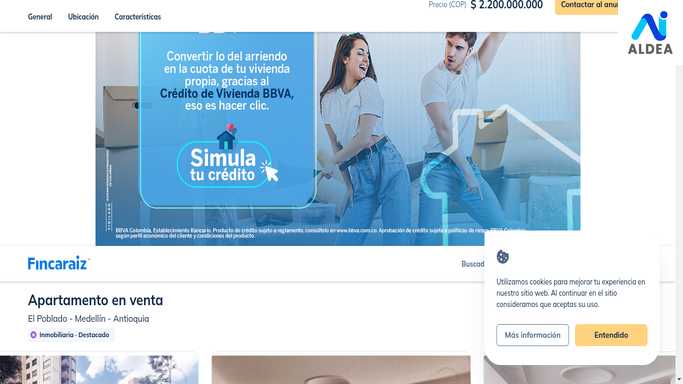 General Ubicación Características
Precio (COP) $ 2.200.000.000
Contactar al anu
ALDEA
Convertir lo del arriendo
en la cuota de tu vivienda
propia, gracias al
Crédito de Vivienda BBVA,
eso es hacer clic.
Simula
tu crédito
BBVA Colombia, Establecimiento Bancario. Producto de crédito sujeto a reglamento, consúltelo en www.bbva.com.co. Aprobación de crédito sujeta a políticas de riesgo BBVA Colombia
según perfil económico del cliente y condiciones del producto.
Fincaraiz
Buscad
Apartamento en venta
El Poblado - Medellín - Antioquia
Inmobiliaria · Destacado
Utilizamos cookies para mejorar tu experiencia en
nuestro sitio web. Al continuar en el sitio
consideramos que aceptas su uso.
Más información
Entendido